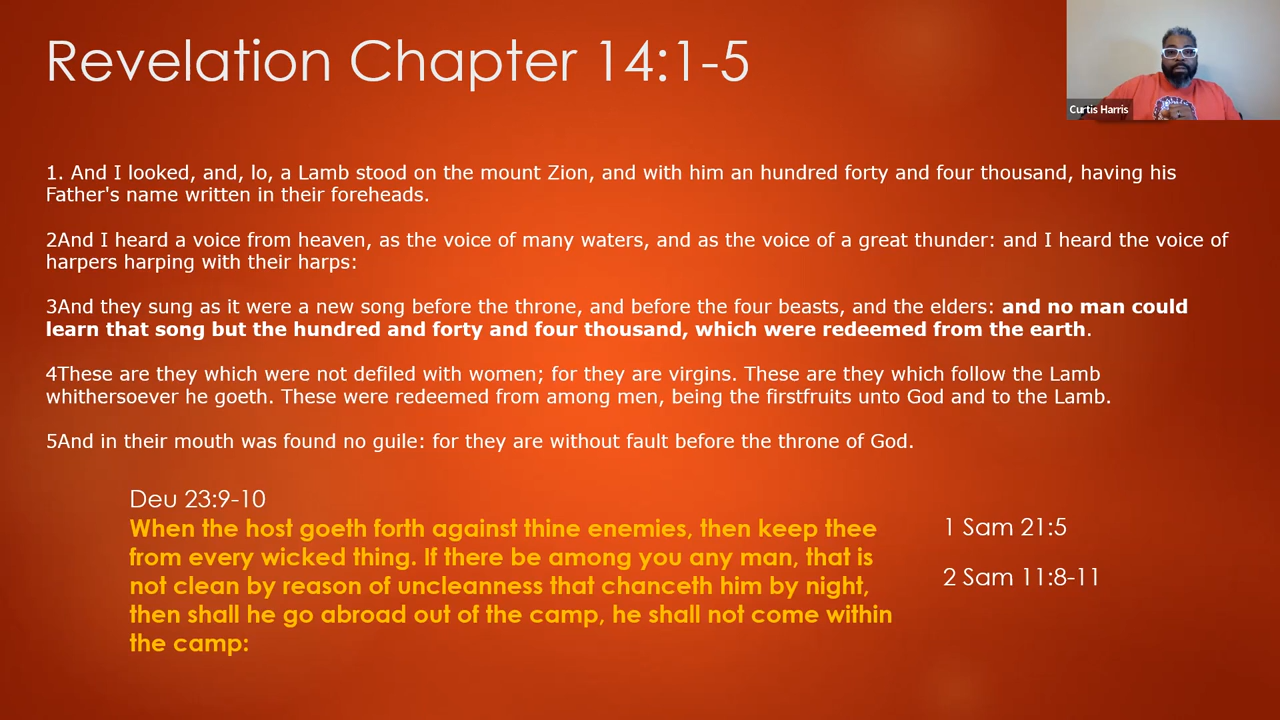 Revelation Chapter 14:1-5
Curtis Harris
1. And I looked, and, lo, a Lamb stood on the mount Zion, and with him an hundred forty and four thousand, having his
Father's name written in their foreheads.
2And I heard a voice from heaven, as the voice of many waters, and as the voice of a great thunder: and I heard the voice of
harpers harping with their harps:
3And they sung as it were a new song before the throne, and before the four beasts, and the elders: and no man could
learn that song but the hundred and forty and four thousand, which were redeemed from the earth.
4These are they which were not defiled with women; for they are virgins. These are they which follow the Lamb
whithersoever he goeth. These were redeemed from among men, being the firstfruits unto God and to the Lamb.
5And in their mouth was found no guile: for they are without fault before the throne of God.
Deu 23:9-10
When the host goeth forth against thine enemies, then keep thee
from every wicked thing. If there be among you any man, that is
not clean by reason of uncleanness that chanceth him by night,
then shall he go abroad out of the camp, he shall not come within
the camp:
1 Sam 21:5
2 Sam 11:8-11